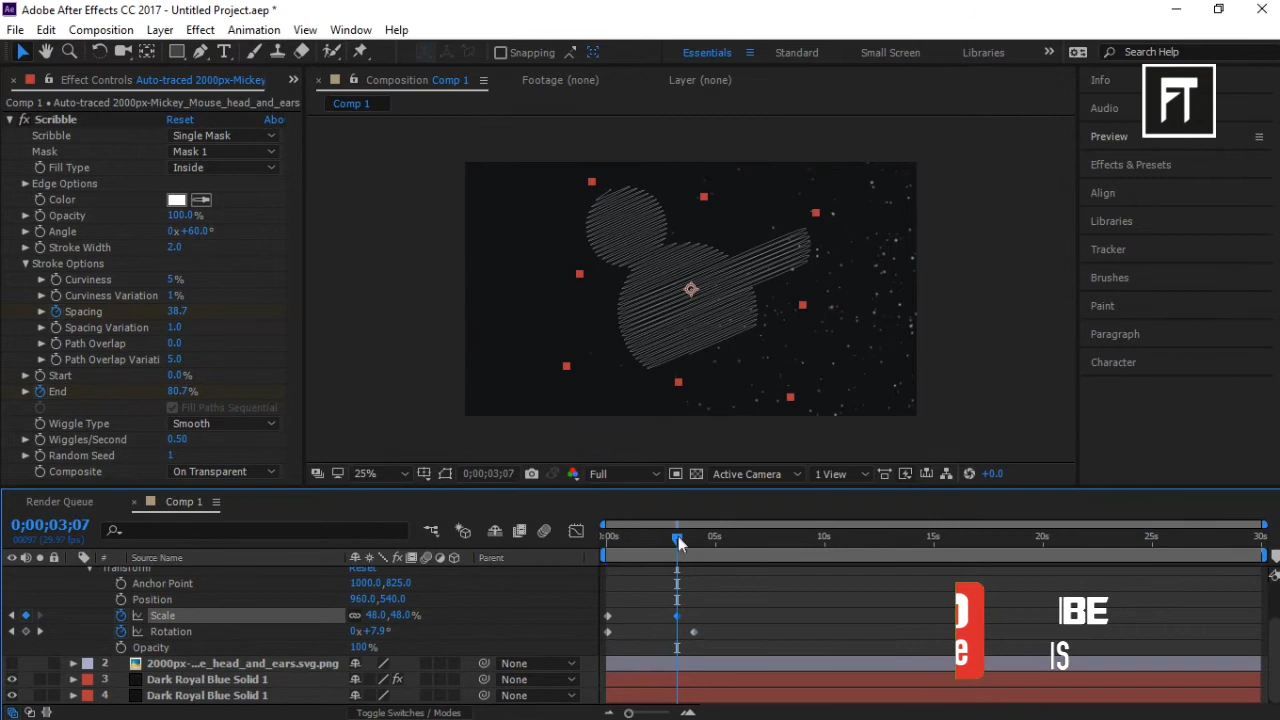 Adobe After Effects CC 2017 - Untitled Project.aep *
File Edit Composition Layer Effect Animation View Window Help
Snapping Essentials Standard Small Screen Libraries Search Help
Effect Controls Auto-traced 2000px-Mickey
Composition Comp 1 Footage (none) Layer (none)
Comp 1 • Auto-traced 2000px-Mickey_Mouse_head_and_ears
Comp 1
Scribble Reset Abo
Scribble Single Mask
Mask Mask 1
Fill Type Inside
Edge Options
Color
Opacity 100.0%
Angle 0x+60.0°
Stroke Width 2.0
Stroke Options
Curviness 5%
Curviness Variation 1%
Spacing 38.7
Spacing Variation 1.0
Path Overlap 0.0
Path Overlap Variati 5.0
Start 0.0%
End 80.7%
Fill Paths Sequential
Wiggle Type Smooth
Wiggles/Second 0.50
Random Seed 1
Composite On Transparent
25% 0;00;03;07 Full Active Camera 1 View +0.0
FT
Info
Audio
Preview
Effects & Presets
Align
Libraries
Tracker
Brushes
Paint
Paragraph
Character
Render Queue Comp 1
0;00;03;07
00097 (29.97 fps)
:00s 05s 10s 15s 20s 25s 30s
# Source Name Parent
Transform Reset
Anchor Point 1000.0,825.0
Position 960.0,540.0
Scale 48.0,48.0%
Rotation 0x+7.9°
Opacity 100%
2 2000px-...e_head_and_ears.svg.png None
3 Dark Royal Blue Solid 1 None
4 Dark Royal Blue Solid 1 None
Toggle Switches / Modes
BE
e IS